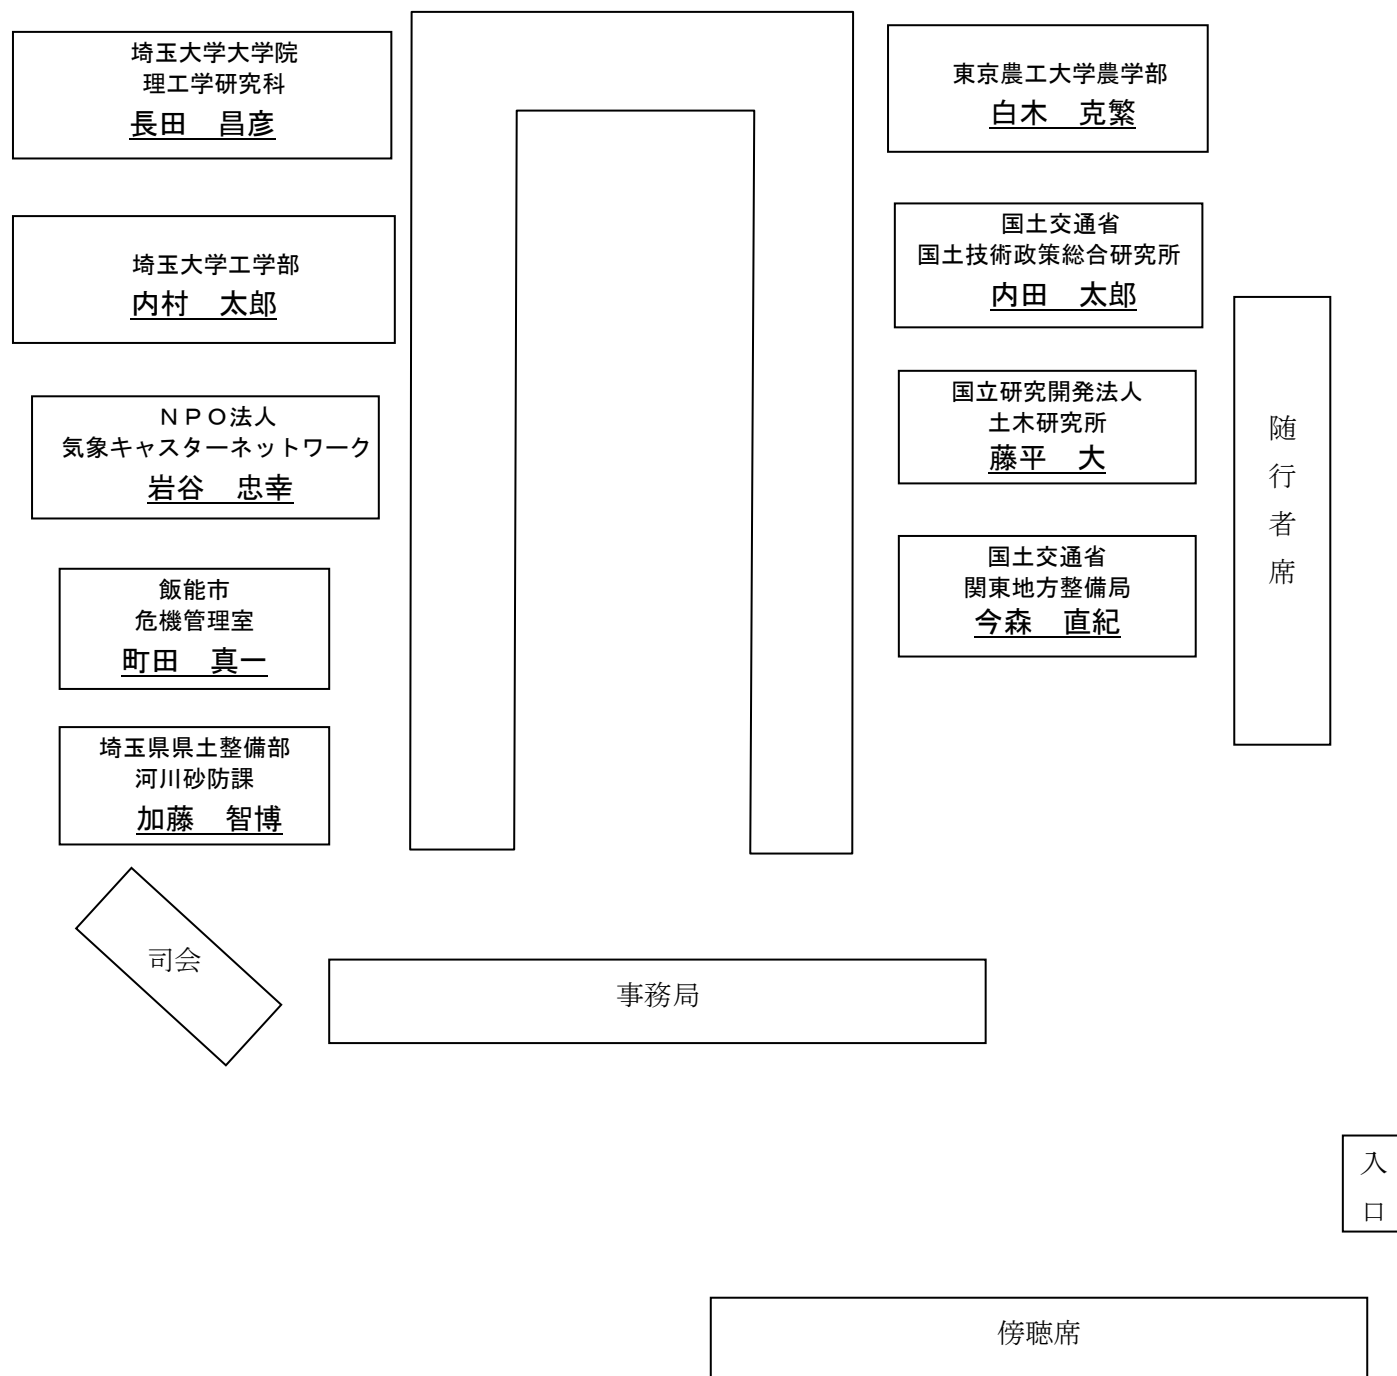 埼玉大学大学院
理工学研究科
長田　昌彦
埼玉大学工学部
内村　太郎
ＮＰＯ法人
気象キャスターネットワーク
岩谷　忠幸
飯能市
危機管理室
町田　真一
埼玉県県土整備部
河川砂防課
加藤　智博
司会
事務局
東京農工大学農学部
白木　克繁
国土交通省
国土技術政策総合研究所
内田　太郎
国立研究開発法人
土木研究所
藤平　大
国土交通省
関東地方整備局
今森　直紀
随行者席
入口
傍聴席